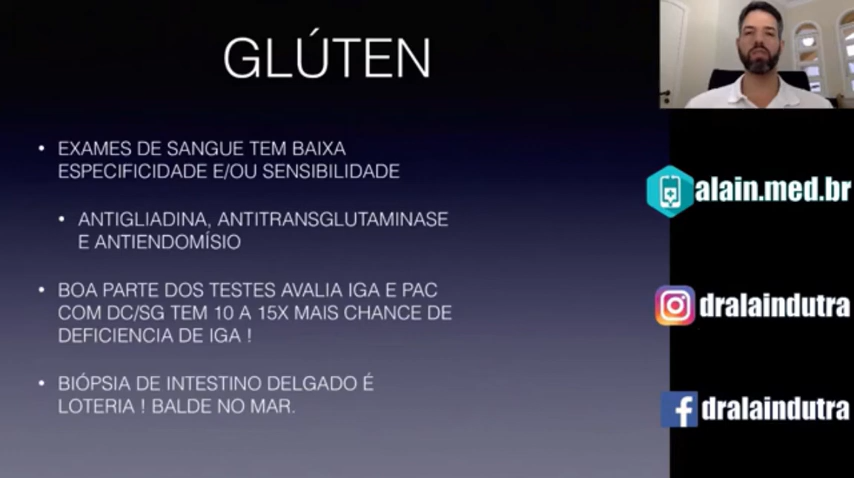 GLÚTEN
• EXAMES DE SANGUE TEM BAIXA
ESPECIFICIDADE E/OU SENSIBILIDADE
• ANTIGLIADINA, ANTITRANSGLUTAMINASE
E ANTIENDOMÍSIO
• BOA PARTE DOS TESTES AVALIA IGA E PAC
COM DC/SG TEM 10 A 15X MAIS CHANCE DE
DEFICIENCIA DE IGA !
• BIÓPSIA DE INTESTINO DELGADO É
LOTERIA ! BALDE NO MAR.
alain.med.br
dralaindutra
dralaindutra